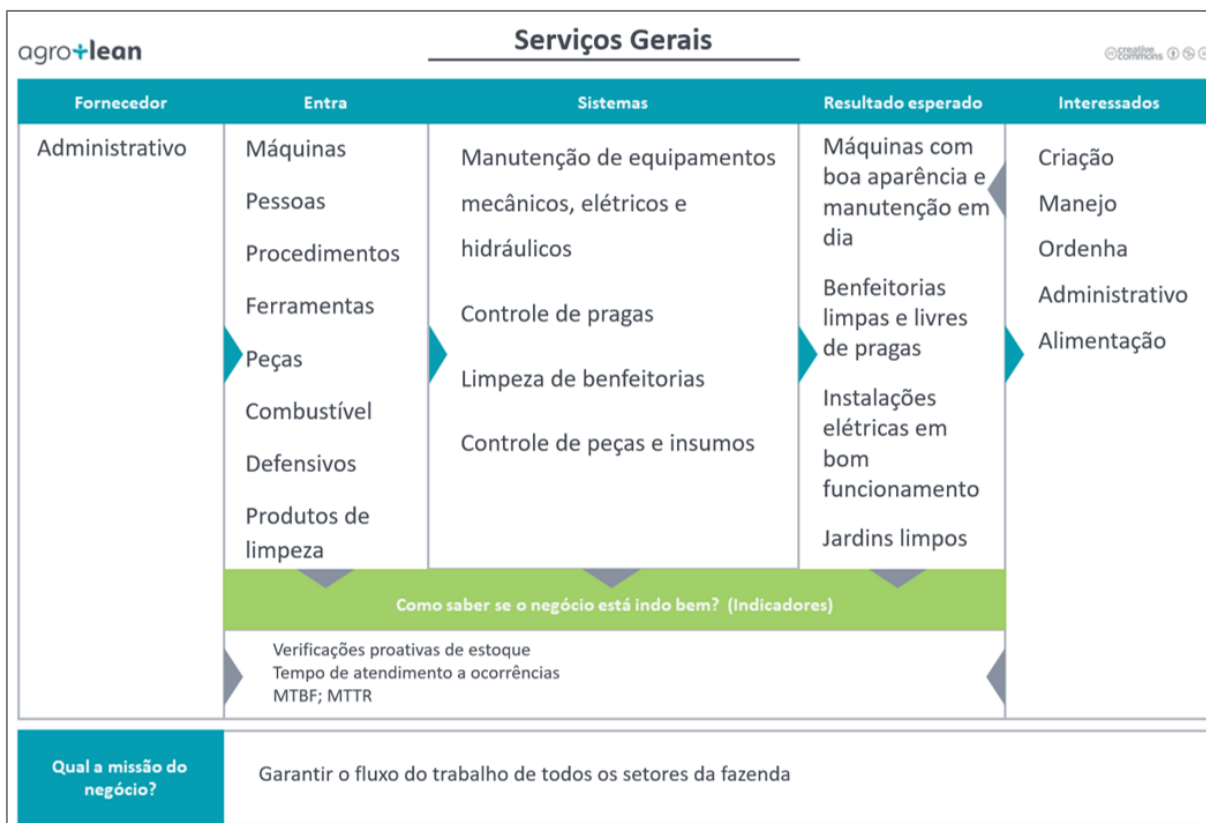 agro+lean
Serviços Gerais
creative commons
Fornecedor
Entra
Sistemas
Resultado esperado
Interessados
Administrativo
Máquinas
Pessoas
Procedimentos
Ferramentas
Peças
Combustível
Defensivos
Produtos de
limpeza
Manutenção de equipamentos
mecânicos, elétricos e
hidráulicos
Controle de pragas
Limpeza de benfeitorias
Controle de peças e insumos
Máquinas com
boa aparência e
manutenção em
dia
Benfeitorias
limpas e livres
de pragas
Instalações
elétricas em
bom
funcionamento
Jardins limpos
Criação
Manejo
Ordenha
Administrativo
Alimentação
Como saber se o negócio está indo bem? (Indicadores)
Verificações proativas de estoque
Tempo de atendimento a ocorrências
MTBF; MTTR
Qual a missão do
negócio?
Garantir o fluxo do trabalho de todos os setores da fazenda